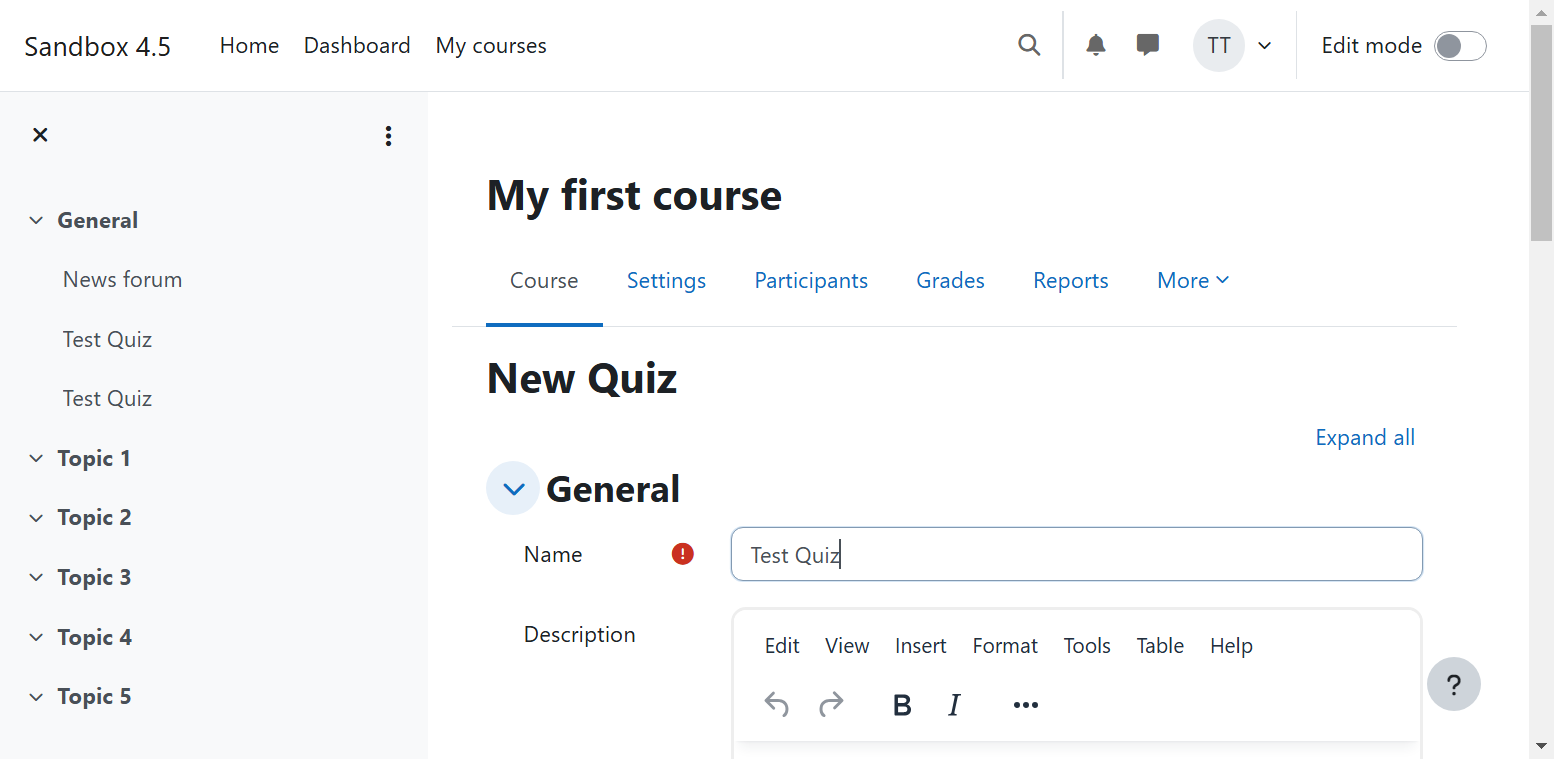 Sandbox 4.5 Home Dashboard My courses TT Edit mode
General
News forum
Test Quiz
Test Quiz
Topic 1
Topic 2
Topic 3
Topic 4
Topic 5
My first course
Course Settings Participants Grades Reports More
New Quiz
Expand all
General
Name Test Quiz
Description
Edit View Insert Format Tools Table Help
B I
?